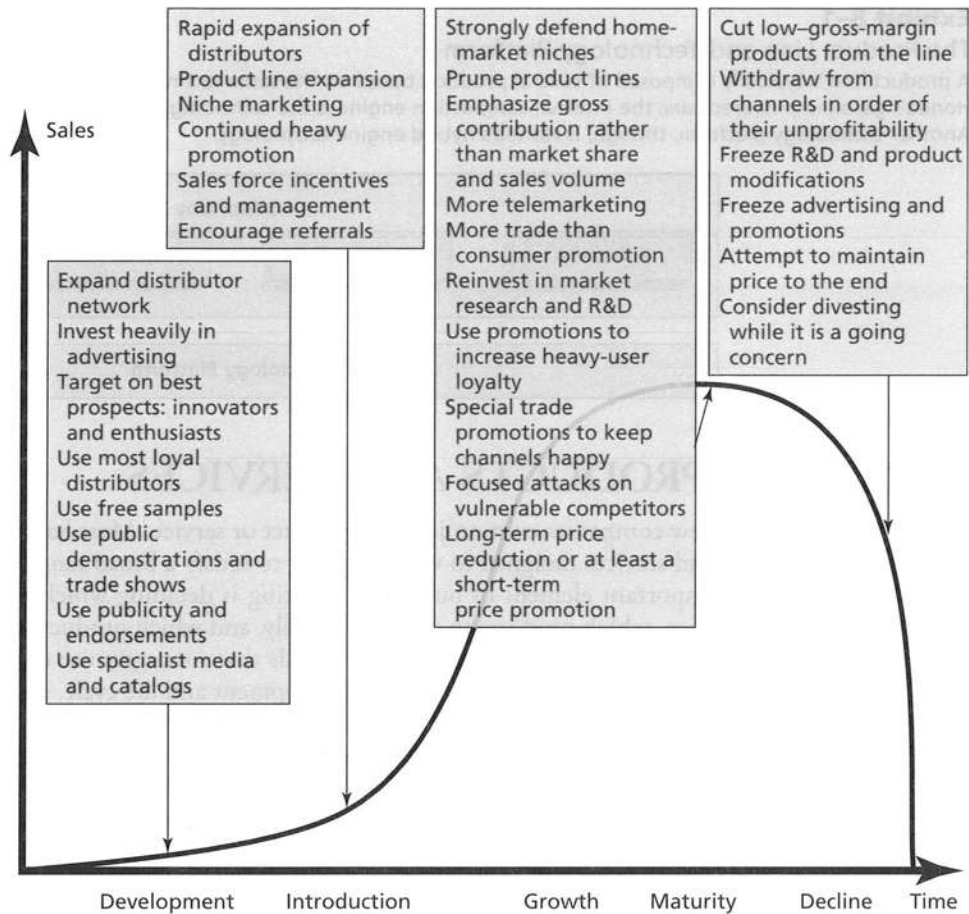 Sales
Expand distributor
network
Invest heavily in
advertising
Target on best
prospects: innovators
and enthusiasts
Use most loyal
distributors
Use free samples
Use public
demonstrations and
trade shows
Use publicity and
endorsements
Use specialist media
and catalogs
Rapid expansion of
distributors
Product line expansion
Niche marketing
Continued heavy
promotion
Sales force incentives
and management
Encourage referrals
Strongly defend home-
market niches
Prune product lines
Emphasize gross
contribution rather
than market share
and sales volume
More telemarketing
More trade than
consumer promotion
Reinvest in market
research and R&D
Use promotions to
increase heavy-user
loyalty
Special trade
promotions to keep
channels happy
Focused attacks on
vulnerable competitors
Long-term price
reduction or at least a
short-term
price promotion
Cut low–gross-margin
products from the line
Withdraw from
channels in order of
their unprofitability
Freeze R&D and product
modifications
Freeze advertising and
promotions
Attempt to maintain
price to the end
Consider divesting
while it is a going
concern
Development Introduction Growth Maturity Decline Time